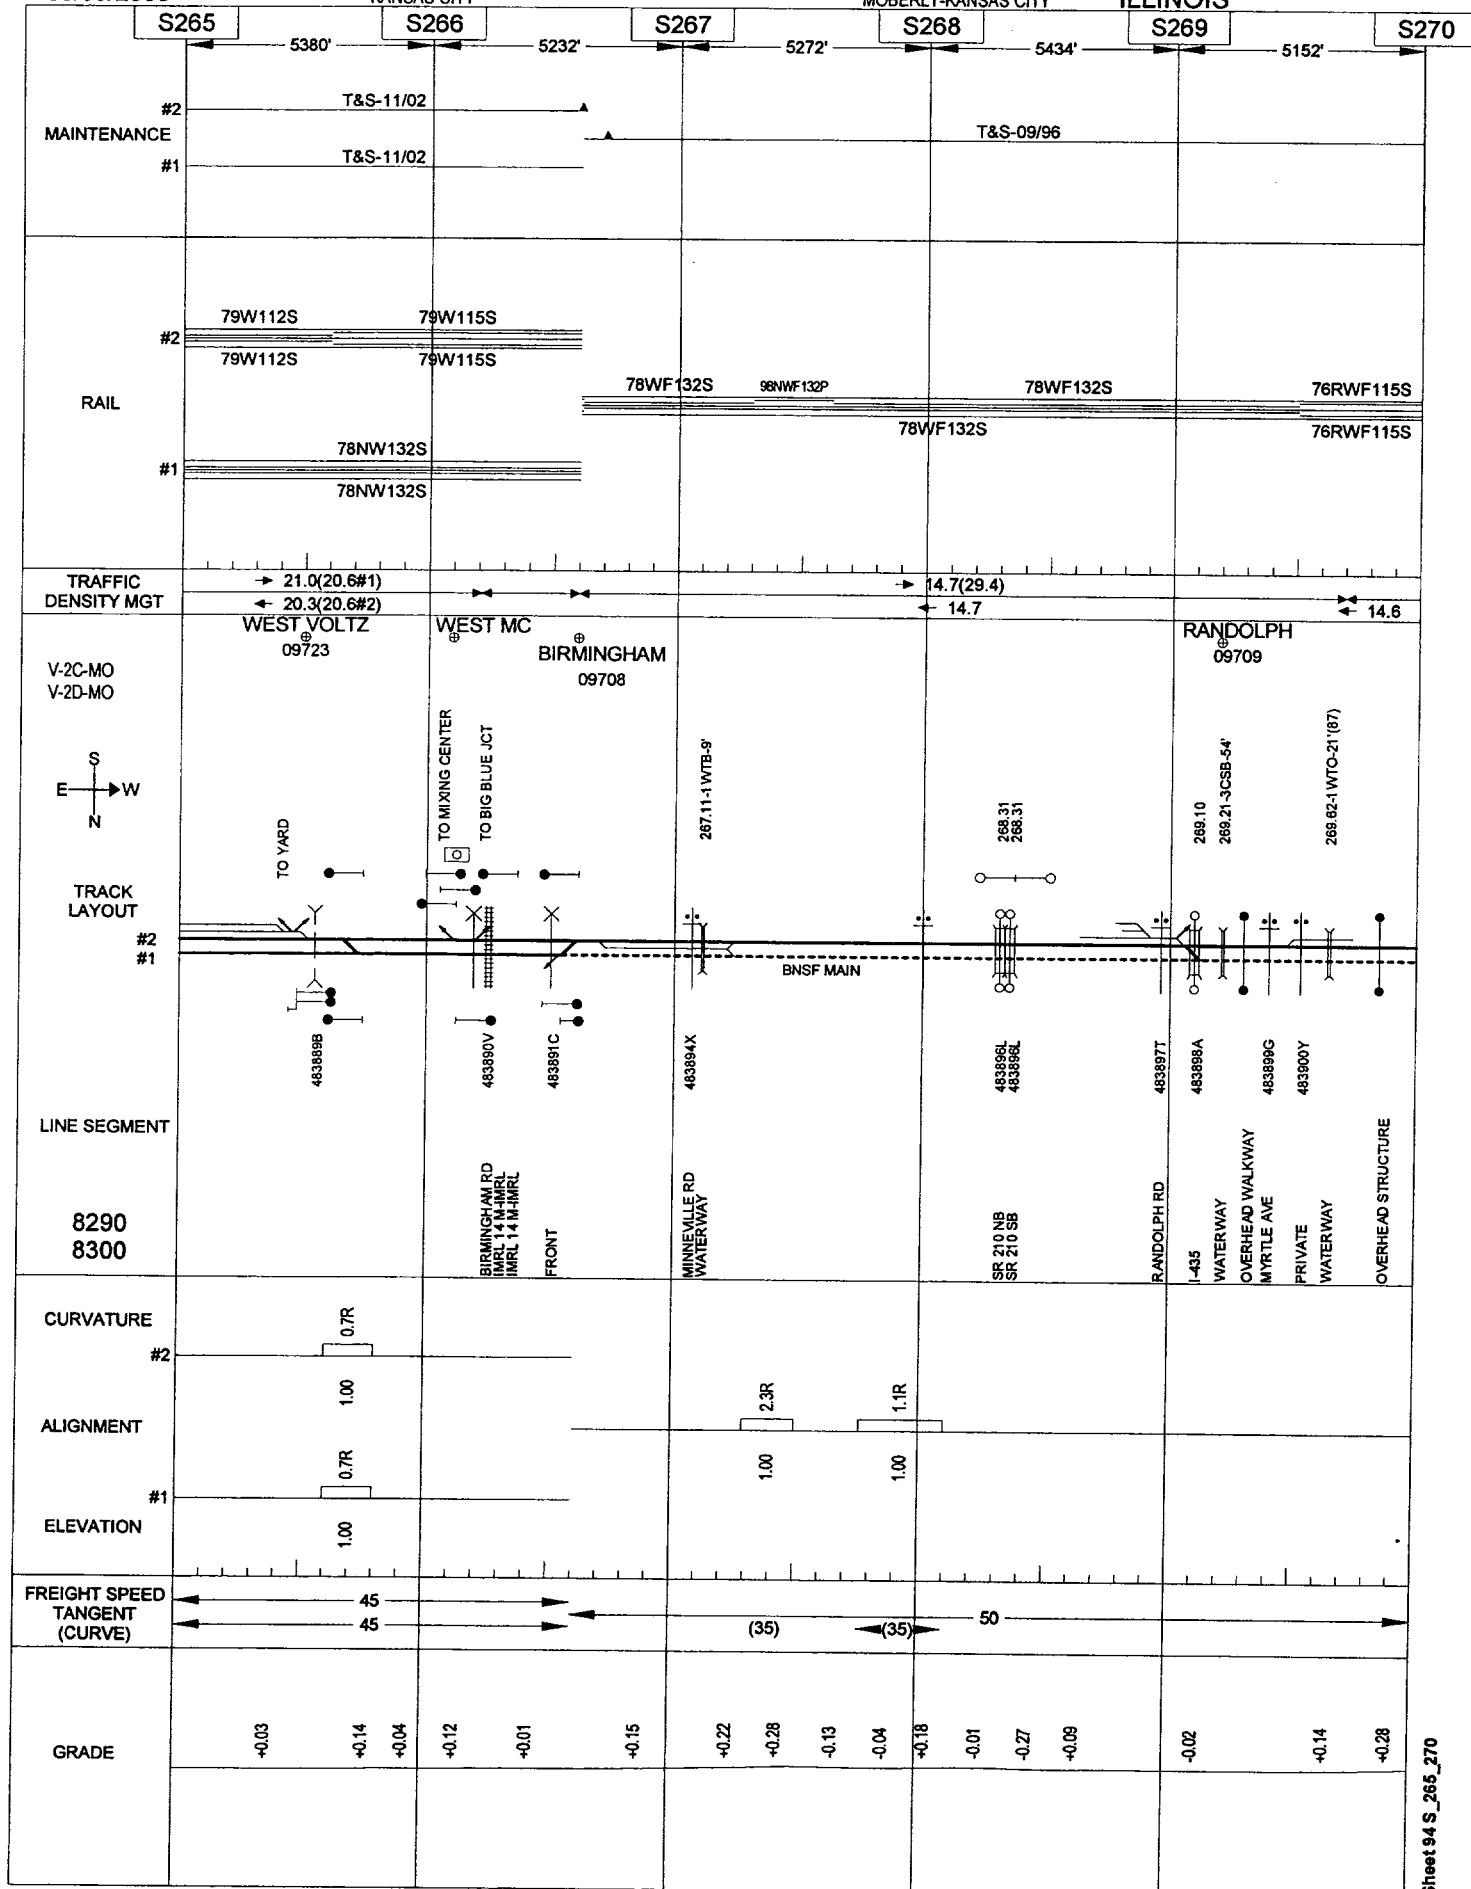 MOBERLY-KANSAS CITY ILLINOIS
S265 S266 S267 S268 S269 S270
5380' 5232' 5272' 5434' 5152'
#2 T&S-11/02
MAINTENANCE T&S-09/96
#1 T&S-11/02
79W112S 79W115S
#2
79W112S 79W115S
RAIL
78WF132S 98NWF132P 78WF132S 76RWF115S
78WF132S 76RWF115S
78NW132S
#1
78NW132S
TRAFFIC DENSITY MGT
21.0(20.6#1) 14.7(29.4)
20.3(20.6#2) 14.7 14.6
WEST VOLTZ
09723
WEST MC
BIRMINGHAM
09708
RANDOLPH
09709
V-2C-MO
V-2D-MO
S
E W
N
TO YARD
TO MIXING CENTER
TO BIG BLUE JCT
267.11-1WTB-9'
268.31
268.31
269.10
269.21-3CSB-54'
269.62-1WTO-21'(87)
TRACK
LAYOUT
#2
#1
BNSF MAIN
483889B
483890V
483891C
483894X
483896L
483896L
483897T
483898A
483899G
483900Y
LINE SEGMENT
8290
8300
BIRMINGHAM RD
IMRL 14 M-IMRL
IMRL 14 M-IMRL
FRONT
MINNEVILLE RD
WATERWAY
SR 210 NB
SR 210 SB
RANDOLPH RD
I-435
WATERWAY
OVERHEAD WALKWAY
MYRTLE AVE
PRIVATE
WATERWAY
OVERHEAD STRUCTURE
CURVATURE
#2
0.7R
1.00
ALIGNMENT
2.3R
1.00
1.1R
1.00
#1
0.7R
1.00
ELEVATION
FREIGHT SPEED
TANGENT
(CURVE)
45
45
50
(35) (35)
GRADE
+0.03 +0.14 +0.04 +0.12 +0.01 +0.15 +0.22 +0.28 -0.13 -0.04 +0.18 -0.01 -0.27 +0.09 -0.02 +0.14 +0.28
Sheet 94 S_265_270